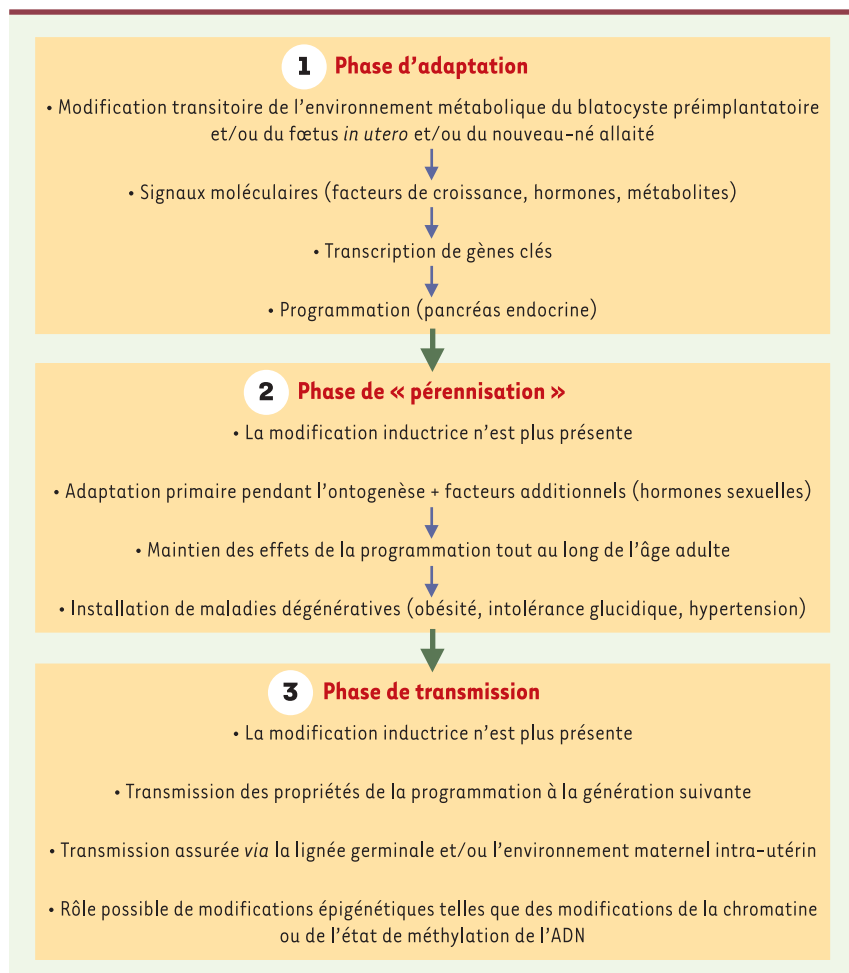 1 Phase d’adaptation
• Modification transitoire de l’environnement métabolique du blatocyste préimplantatoire
et/ou du fœtus in utero et/ou du nouveau-né allaité
• Signaux moléculaires (facteurs de croissance, hormones, métabolites)
• Transcription de gènes clés
• Programmation (pancréas endocrine)
2 Phase de « pérennisation »
• La modification inductrice n’est plus présente
• Adaptation primaire pendant l’ontogenèse + facteurs additionnels (hormones sexuelles)
• Maintien des effets de la programmation tout au long de l’âge adulte
• Installation de maladies dégénératives (obésité, intolérance glucidique, hypertension)
3 Phase de transmission
• La modification inductrice n’est plus présente
• Transmission des propriétés de la programmation à la génération suivante
• Transmission assurée via la lignée germinale et/ou l’environnement maternel intra-utérin
• Rôle possible de modifications épigénétiques telles que des modifications de la chromatine
ou de l’état de méthylation de l’ADN